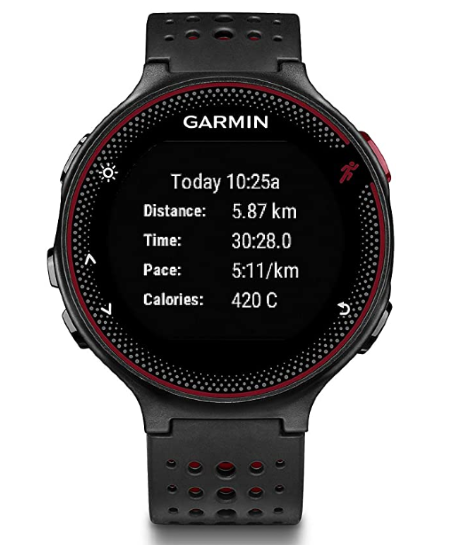 GARMIN
Today 10:25a
Distance: 5.87 km
Time: 30:28.0
Pace: 5:11/km
Calories: 420 C